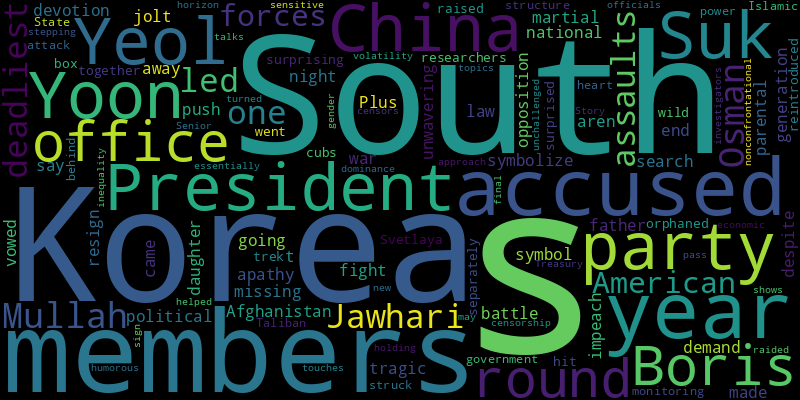 devotion forces China horizon sensitive structure officials Islamic
State jolt raised martial power
stepping Yeol talks national Suk
attack volatility researchers
box together away surprising
deadliest Yoon led night Plus unwavering opposition assaults wild generation reintroduced
push one law unchallenged surprised heart investigators nonconfrontational parental
office turned gender censors South topics aren Story osman
Senior went end
say behind cubs war symbolize search
inequality essentially dominance approach
President accused
Korea final father orphaned economic
vowed resign came daughter going Svetlaya symbol party despite
trekt separately Treasury pass
apathy fight S American
missing new battle impeach shows
Mullah political helped Afghanistan Jawhari may censorship year
Taliban government demand raided
members sign holding hit Boris
tragic round
humorous touches struck monitoring made